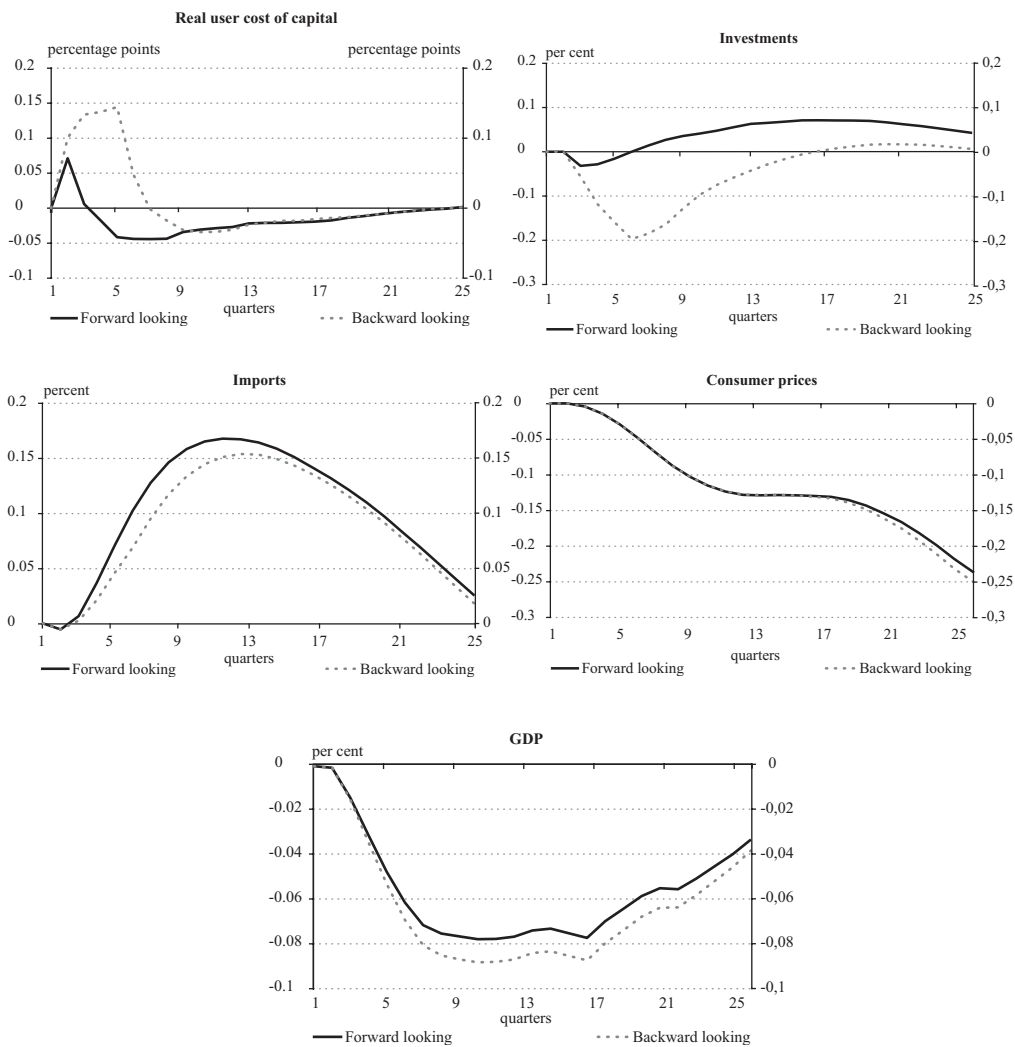 Real user cost of capital
percentage points percentage points
0.2 0.2
0.15 0.15
0.1 0.1
0.05 0.05
0 0
-0.05 -0.05
-0.1 -0.1
1 5 9 13 17 21 25
quarters
Forward looking Backward looking
Investments
per cent
0.2 0,2
0.1 0,1
0 0
-0.1 -0,1
-0.2 -0,2
-0.3 -0,3
1 5 9 13 17 21 25
quarters
Forward looking Backward looking
Imports
percent
0.2 0.2
0.15 0.15
0.1 0.1
0.05 0.05
0 0
1 5 9 13 17 21 25
quarters
Forward looking Backward looking
Consumer prices
per cent
0 0
-0.05 -0,05
-0.1 -0,1
-0.15 -0,15
-0.2 -0,2
-0.25 -0,25
-0.3 -0,3
1 5 9 13 17 21 25
quarters
Forward looking Backward looking
GDP
per cent
0 0
-0.02 -0,02
-0.04 -0,04
-0.06 -0,06
-0.08 -0,08
-0.1 -0,1
1 5 9 13 17 21 25
quarters
Forward looking Backward looking